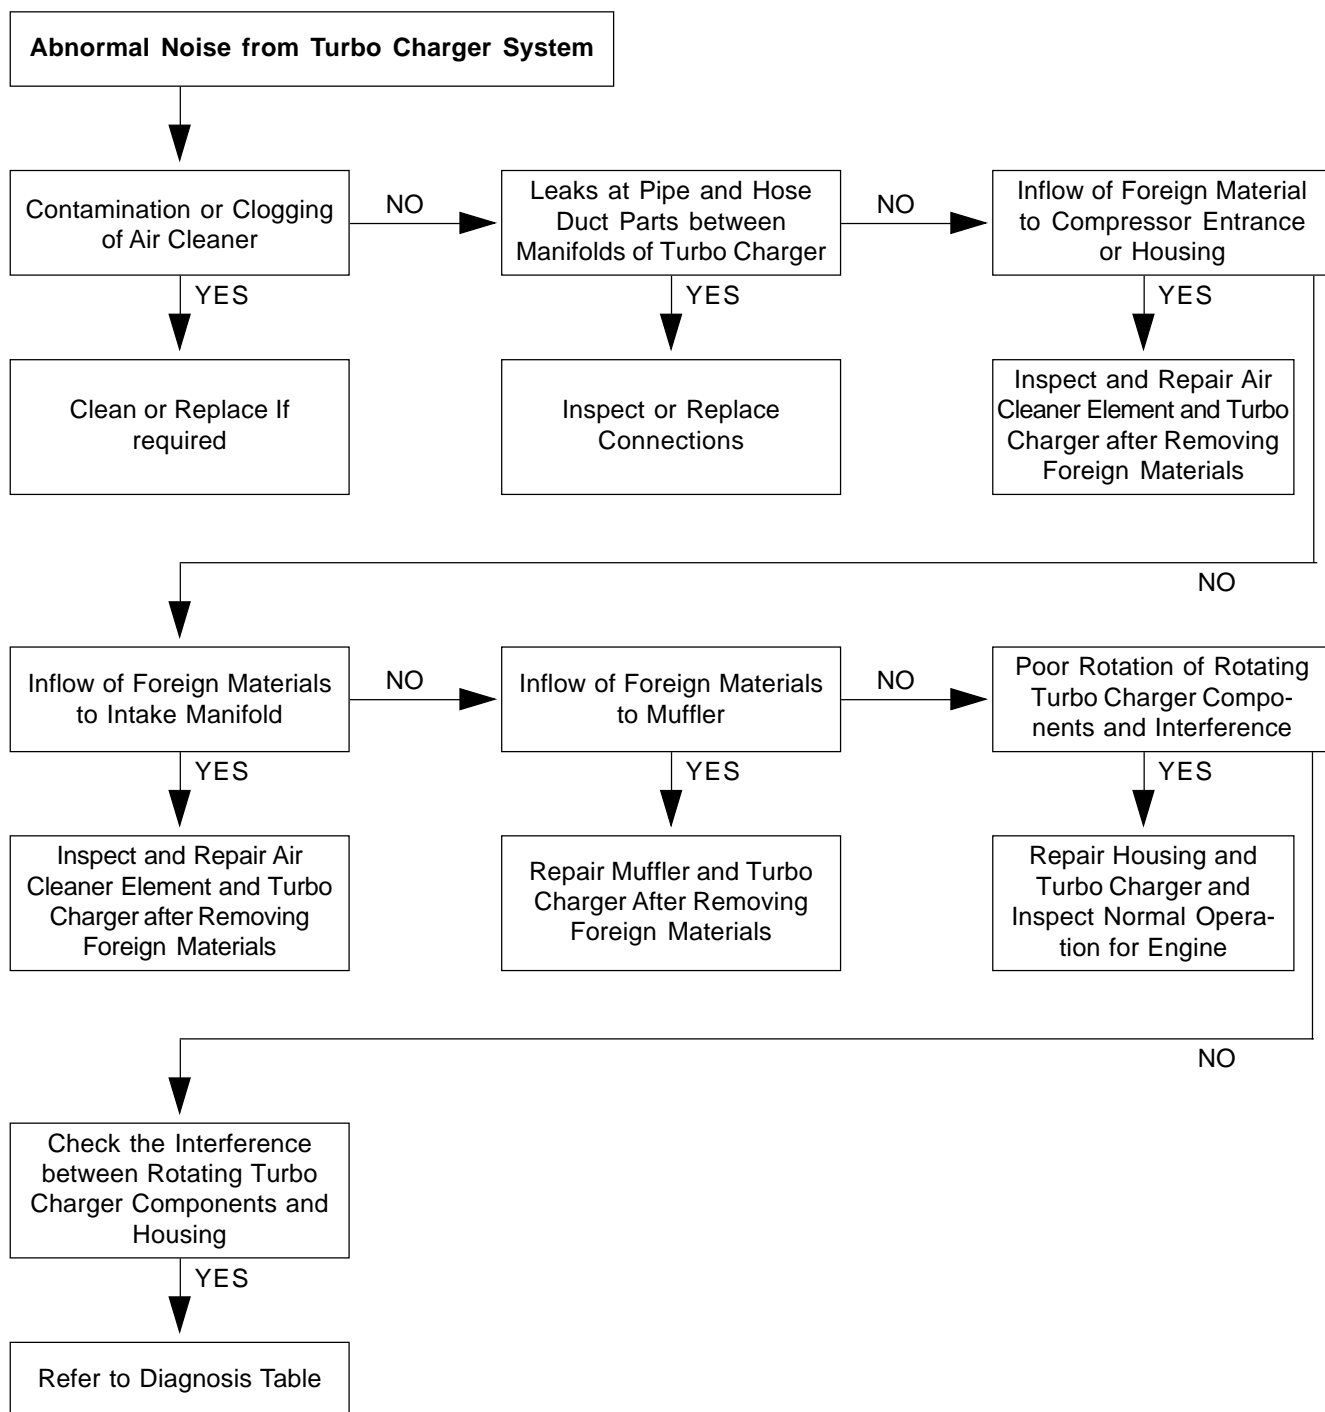 Abnormal Noise from Turbo Charger System
Contamination or Clogging
of Air Cleaner
NO
Leaks at Pipe and Hose
Duct Parts between
Manifolds of Turbo Charger
NO
Inflow of Foreign Material
to Compressor Entrance
or Housing
YES
YES
YES
Clean or Replace If
required
Inspect or Replace
Connections
Inspect and Repair Air
Cleaner Element and Turbo
Charger after Removing
Foreign Materials
NO
Inflow of Foreign Materials
to Intake Manifold
NO
Inflow of Foreign Materials
to Muffler
NO
Poor Rotation of Rotating
Turbo Charger Compo-
nents and Interference
YES
YES
YES
Inspect and Repair Air
Cleaner Element and Turbo
Charger after Removing
Foreign Materials
Repair Muffler and Turbo
Charger After Removing
Foreign Materials
Repair Housing and
Turbo Charger and
Inspect Normal Opera-
tion for Engine
NO
Check the Interference
between Rotating Turbo
Charger Components and
Housing
YES
Refer to Diagnosis Table